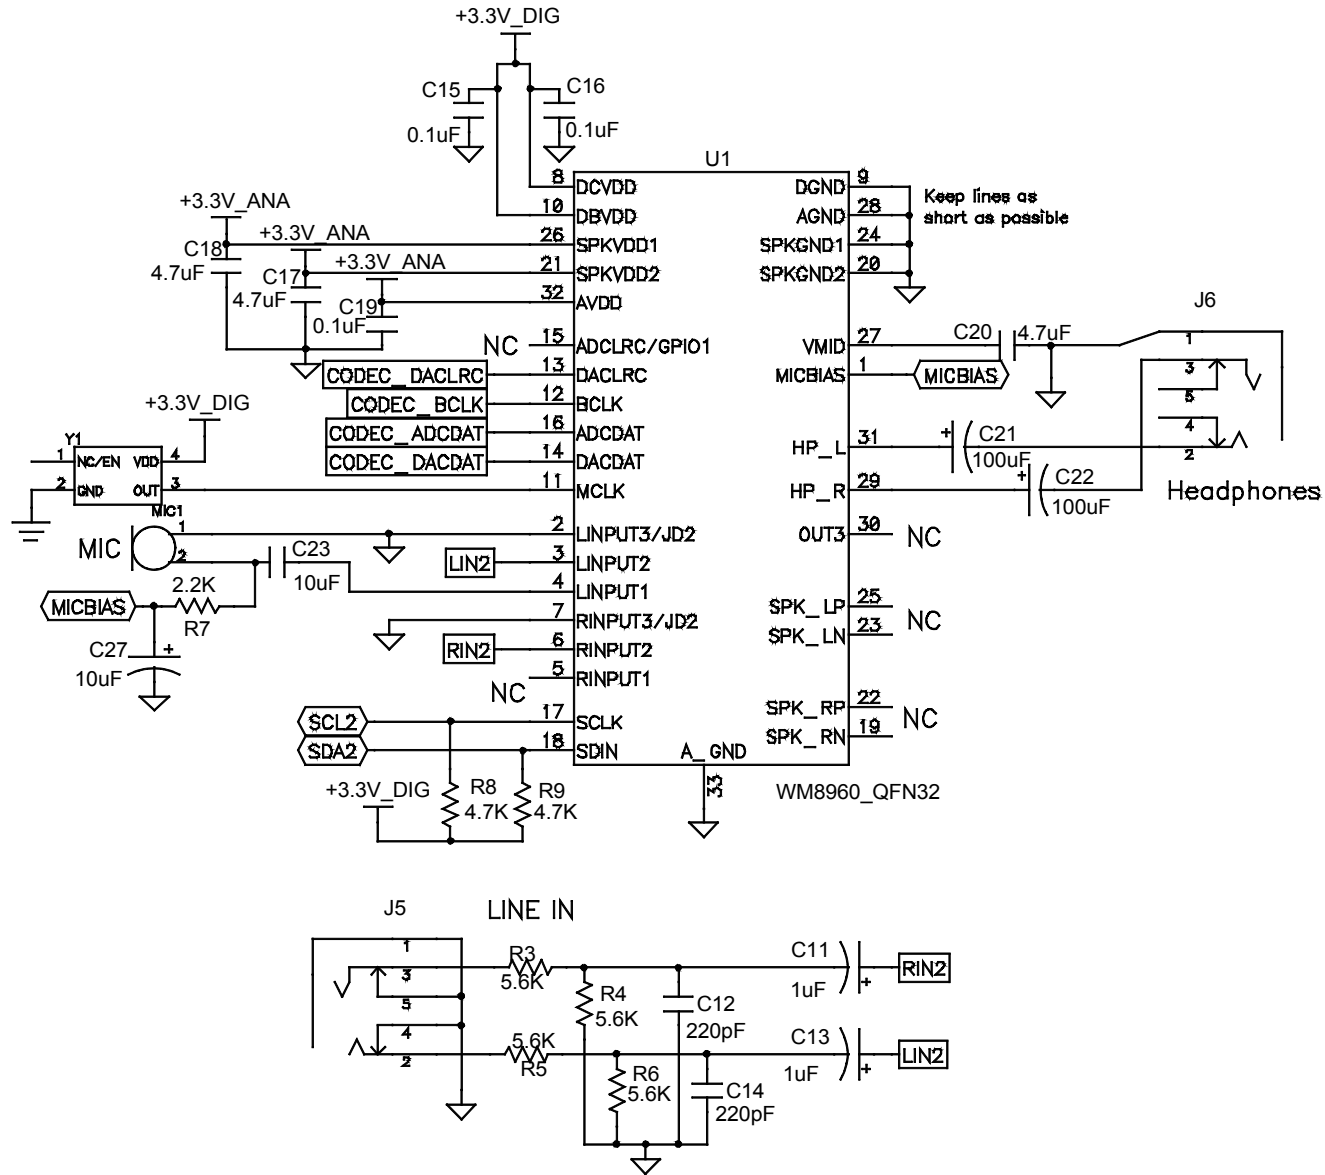 +3.3V_DIG
C15
C16
0.1uF
0.1uF
U1
8 DCVDD
10 DBVDD
26 SPKVDD1
21 SPKVDD2
32 AVDD
15 ADCLRC/GPIO1
13 DACLRC
12 BCLK
16 ADCDAT
14 DACDAT
11 MCLK
2 LINPUT3/JD2
3 LINPUT2
4 LINPUT1
7 RINPUT3/JD2
6 RINPUT2
5 RINPUT1
17 SCLK
18 SDIN
DGND 9
AGND 28
SPKGND1 24
SPKGND2 20
VMID 27
MICBIAS 1
HP_L 31
HP_R 29
OUT3 30
SPK_LP 25
SPK_LN 23
SPK_RP 22
SPK_RN 19
A_GND
33
WM8960_QFN32
Keep lines as
short as possible
+3.3V_ANA
C18
4.7uF
+3.3V_ANA
C17
4.7uF
+3.3V_ANA
C19
0.1uF
NC
CODEC_DACLRC
CODEC_BCLK
CODEC_ADCDAT
CODEC_DACDAT
+3.3V_DIG
Y1
1 NC/EN VDD 4
2 GND OUT 3
MIC1
MIC
1
2
C23
10uF
LIN2
MICBIAS
2.2K
R7
C27
+
10uF
RIN2
NC
SCL2
SDA2
+3.3V_DIG
R8
4.7K
R9
4.7K
C20
4.7uF
MICBIAS
J6
1
3
5
4
2
+
C21
100uF
+
C22
100uF
Headphones
NC
NC
NC
J5
LINE IN
1
3
5
4
2
R3
5.6K
R4
5.6K
C12
220pF
C11
1uF
+
RIN2
5.6K
R5
R6
5.6K
C14
220pF
C13
1uF
+
LIN2